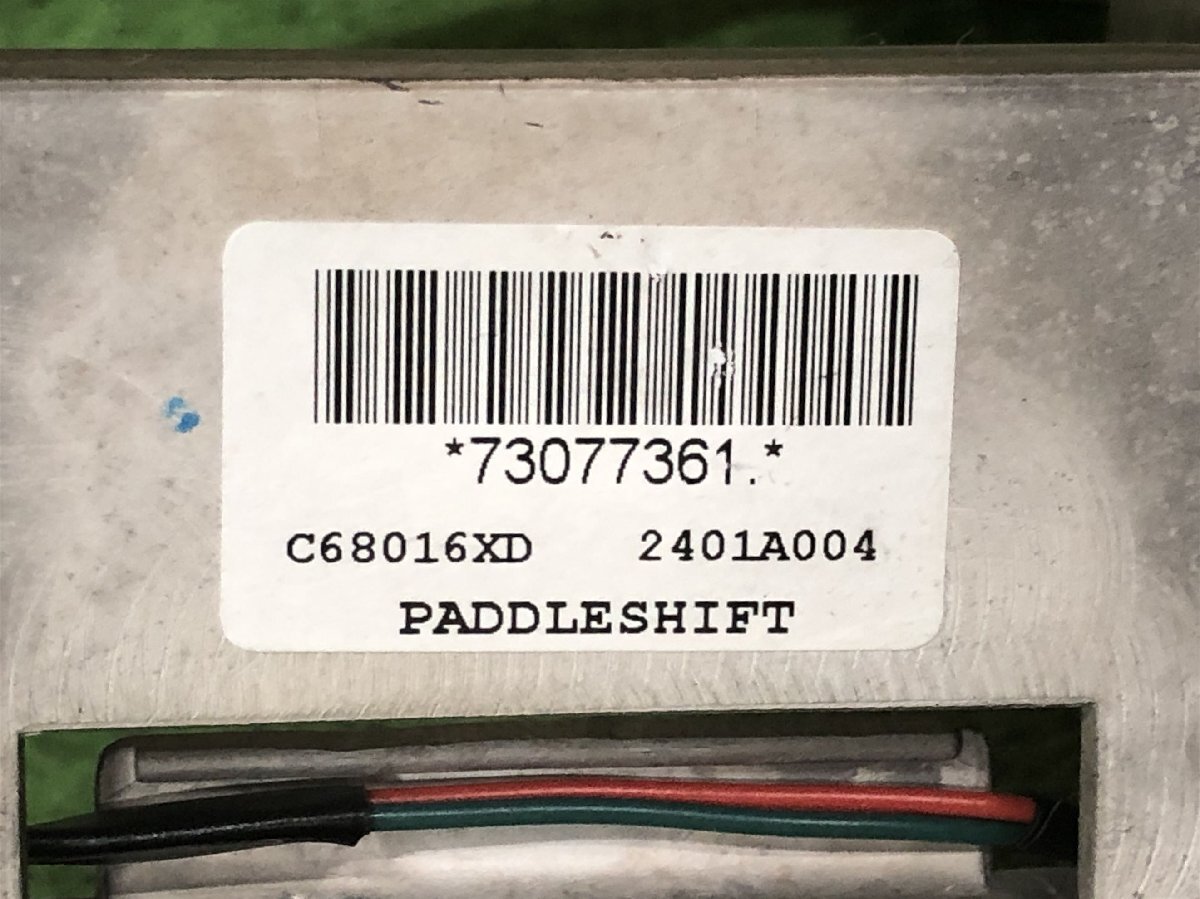 *73077361.*
C68016XD 2401A004
PADDLESHIFT